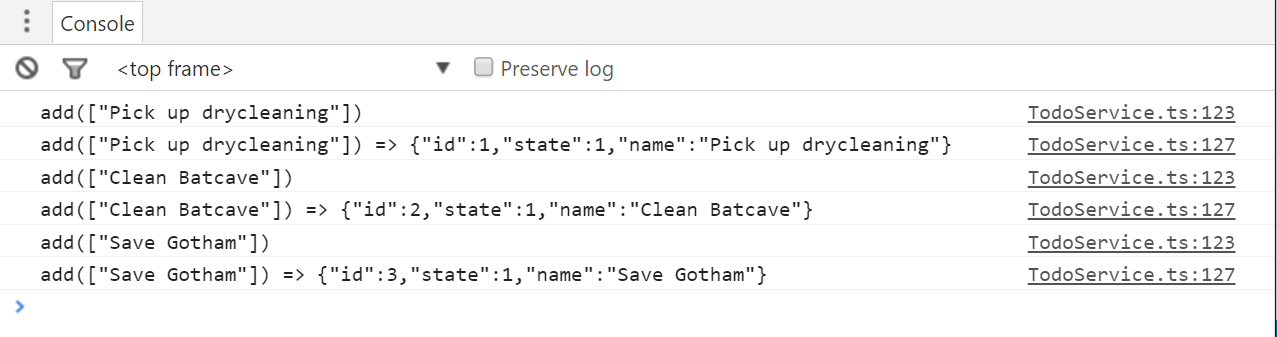 Console
<top frame> ▼ Preserve log
add(["Pick up drycleaning"]) TodoService.ts:123
add(["Pick up drycleaning"]) => {"id":1,"state":1,"name":"Pick up drycleaning"} TodoService.ts:127
add(["Clean Batcave"]) TodoService.ts:123
add(["Clean Batcave"]) => {"id":2,"state":1,"name":"Clean Batcave"} TodoService.ts:127
add(["Save Gotham"]) TodoService.ts:123
add(["Save Gotham"]) => {"id":3,"state":1,"name":"Save Gotham"} TodoService.ts:127
>